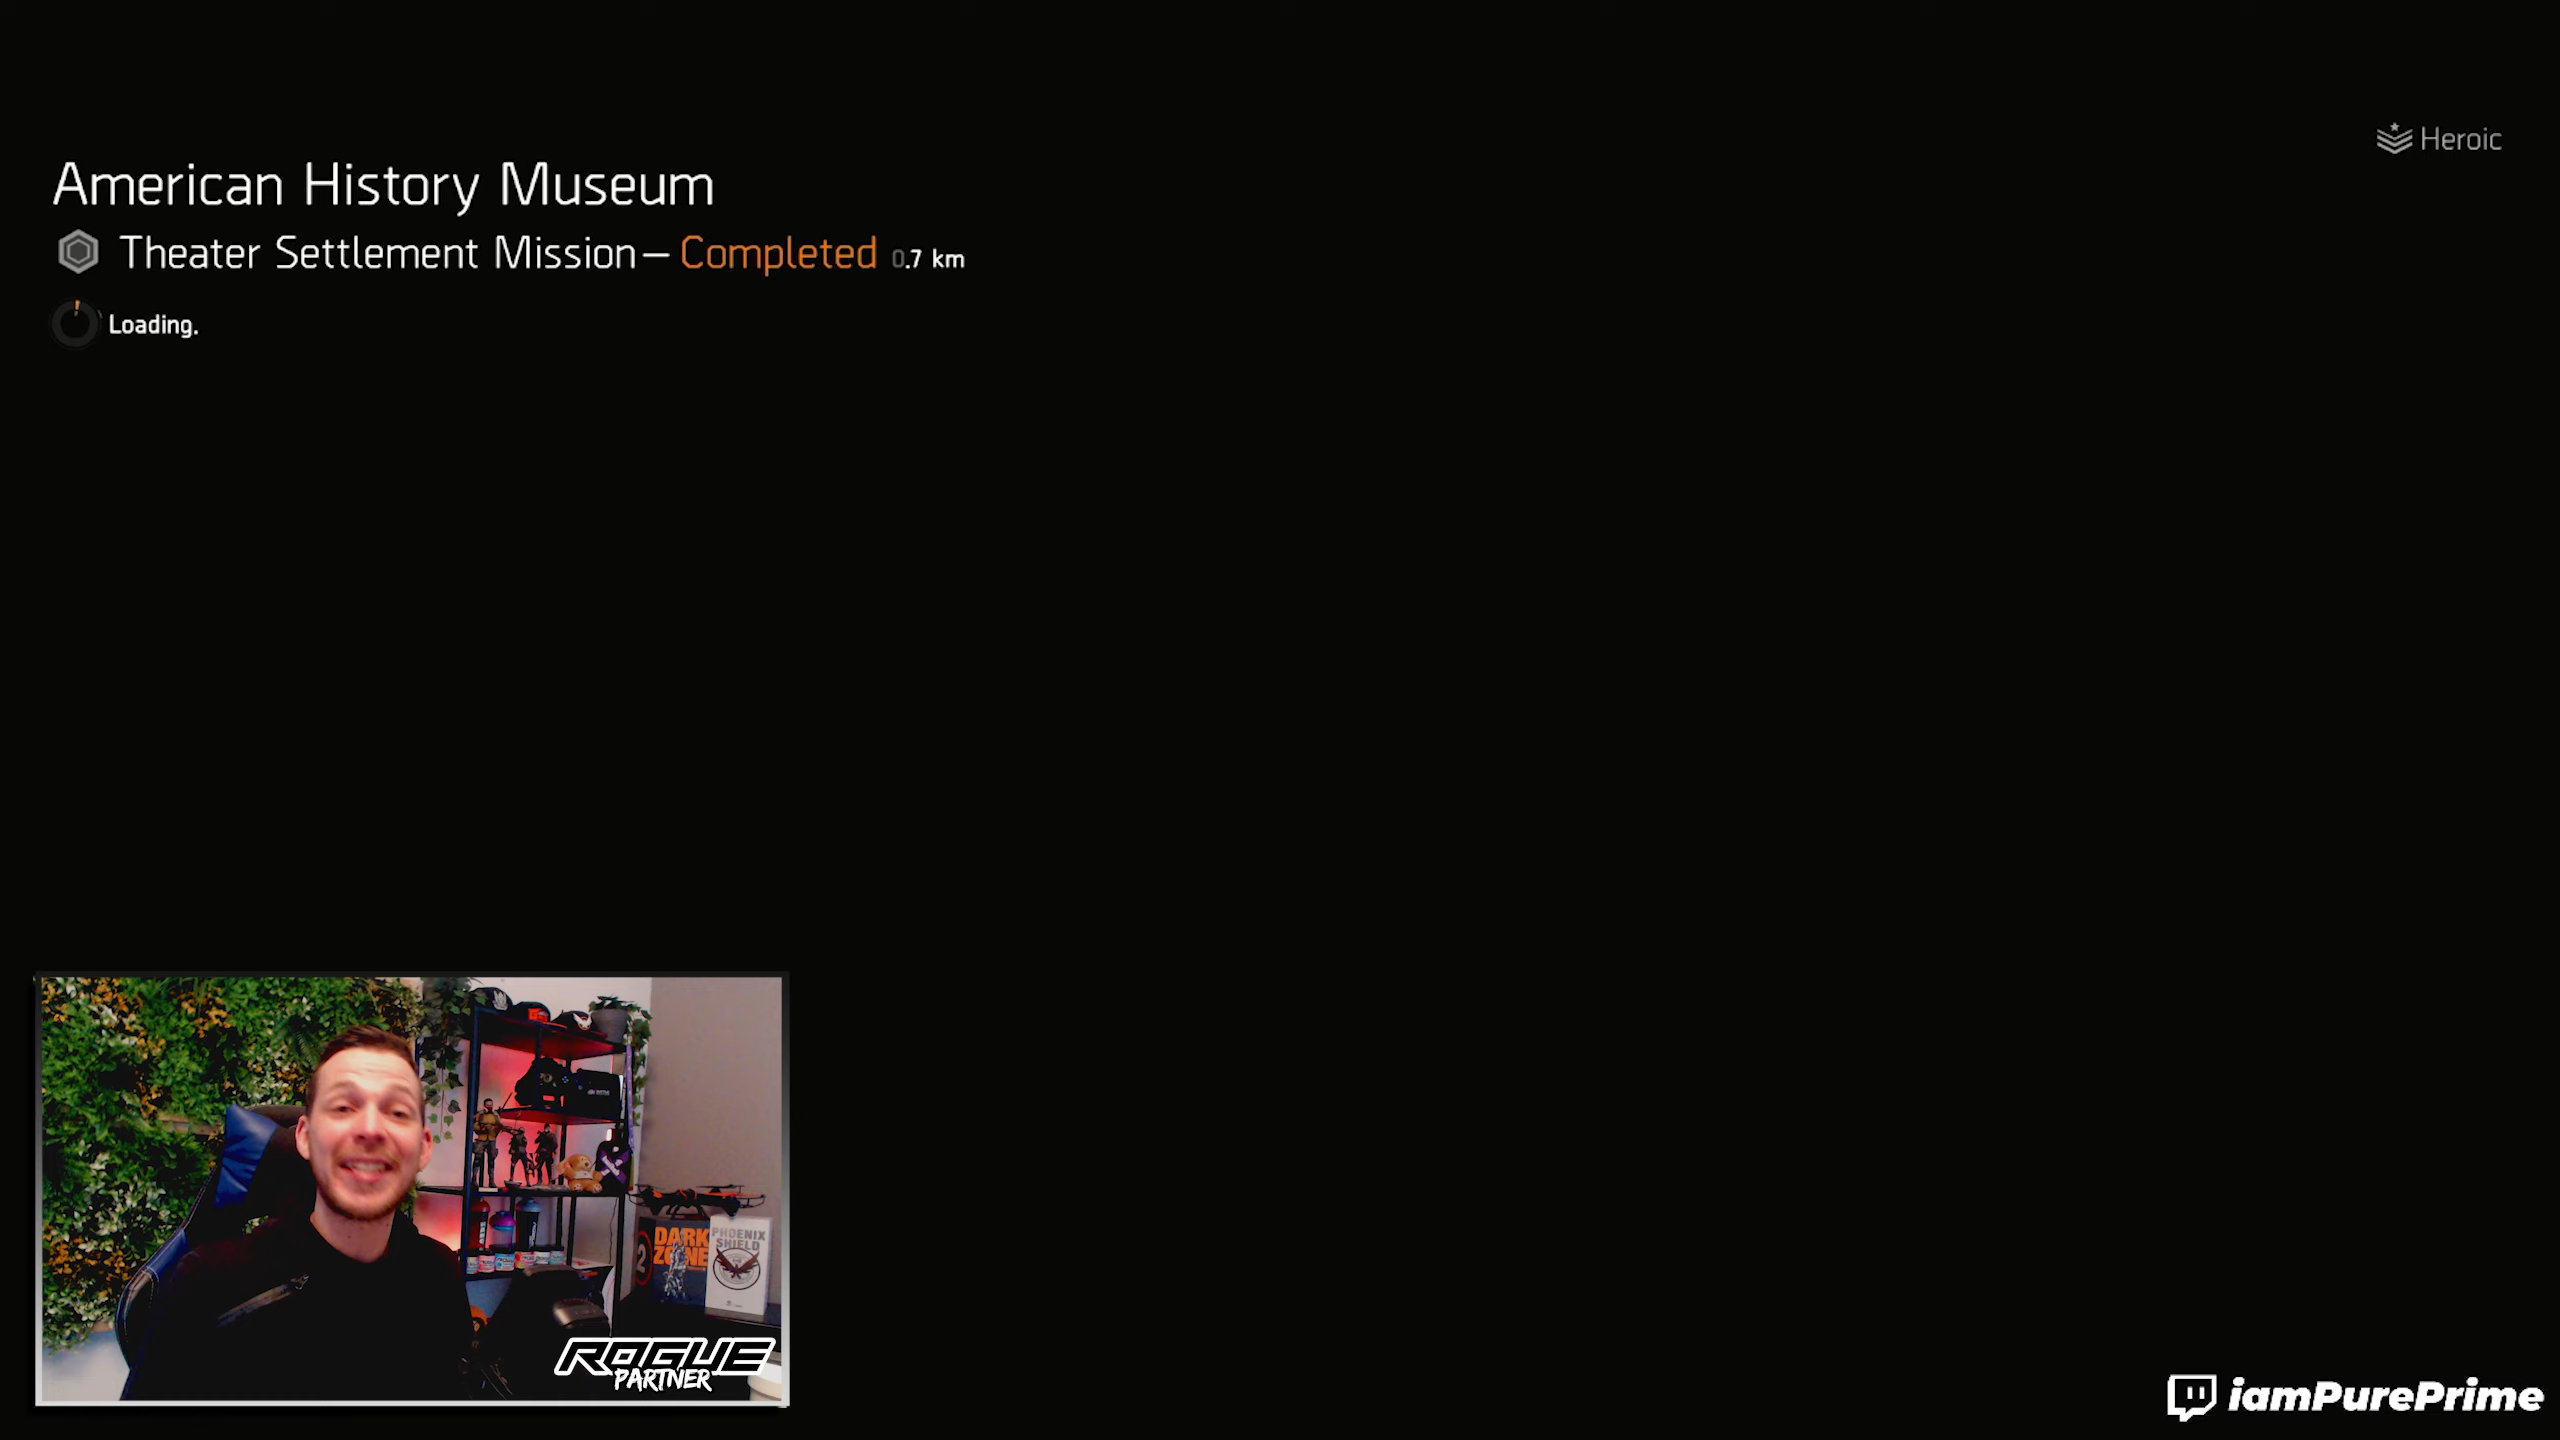 Heroic
American History Museum
Theater Settlement Mission — Completed 0.7 km
Loading.
DARK
ZONE
PHOENIX
SHIELD
2
ROGUE
PARTNER
iamPurePrime